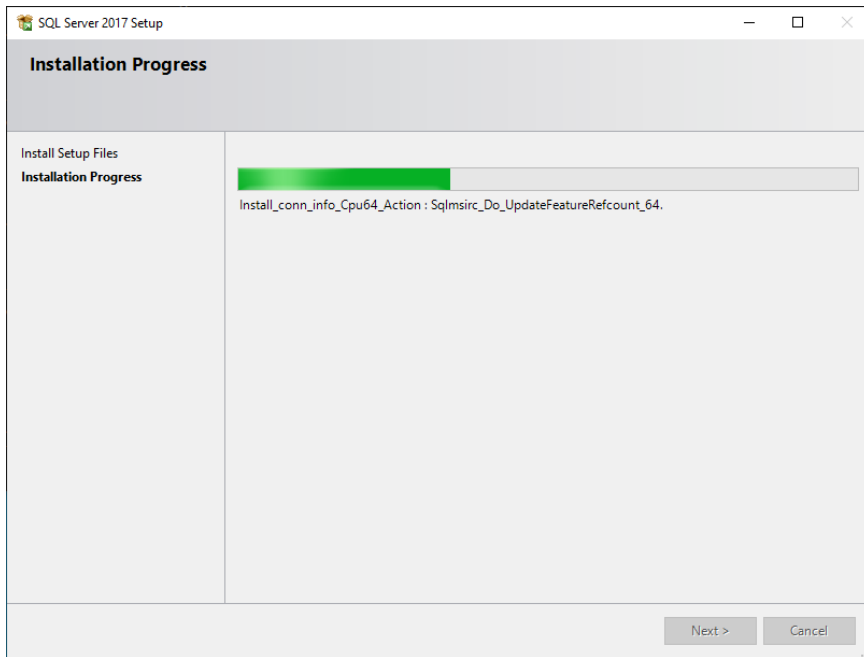 SQL Server 2017 Setup
Installation Progress
Install Setup Files
Installation Progress
Install_conn_info_Cpu64_Action : Sqlmsirc_Do_UpdateFeatureRefcount_64.
Next >
Cancel